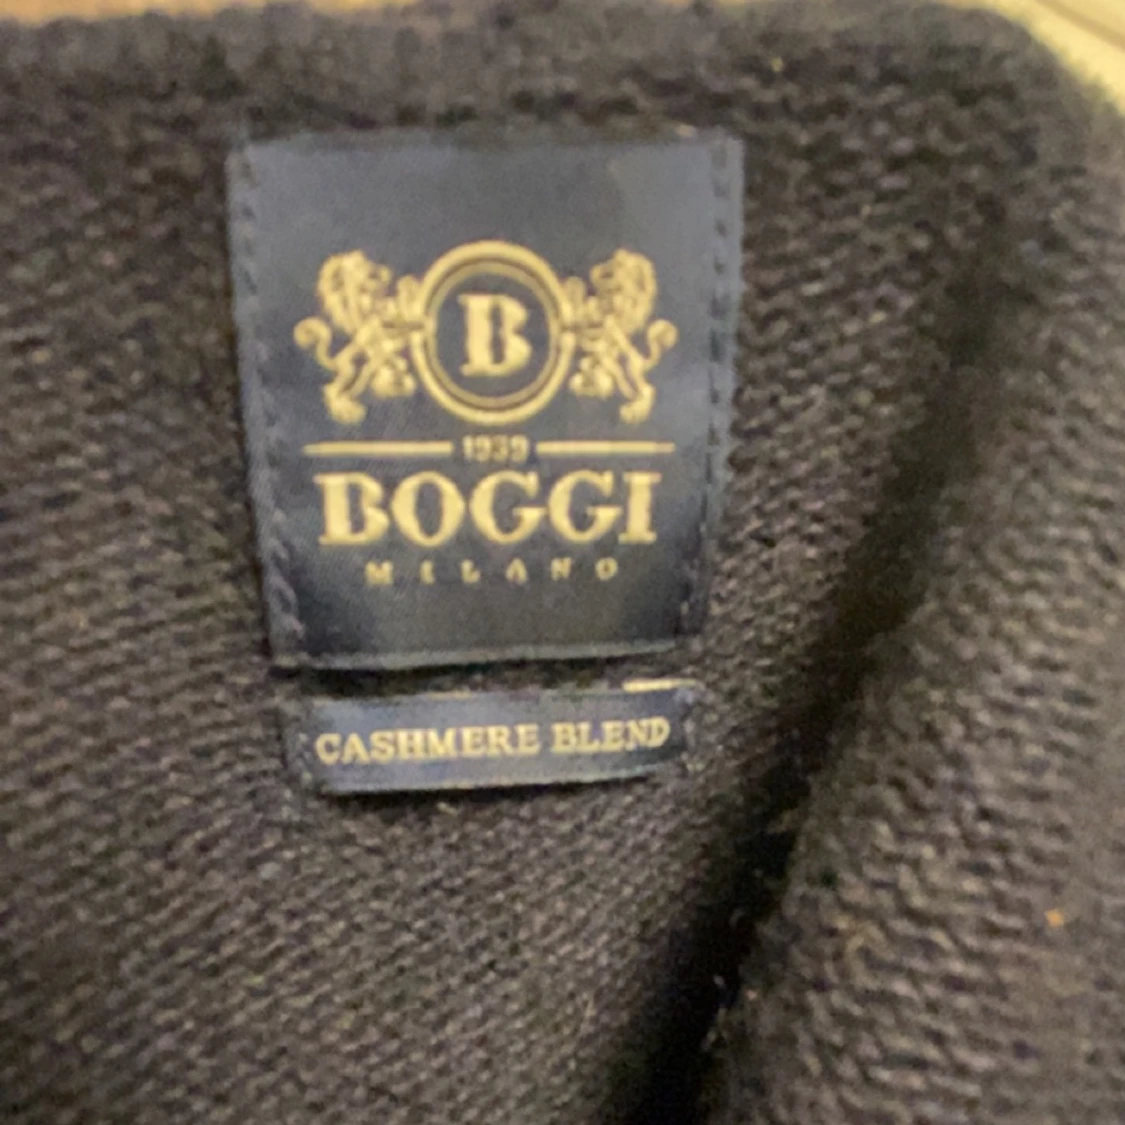 B
1939
BOGGI
MILANO
CASHMERE BLEND